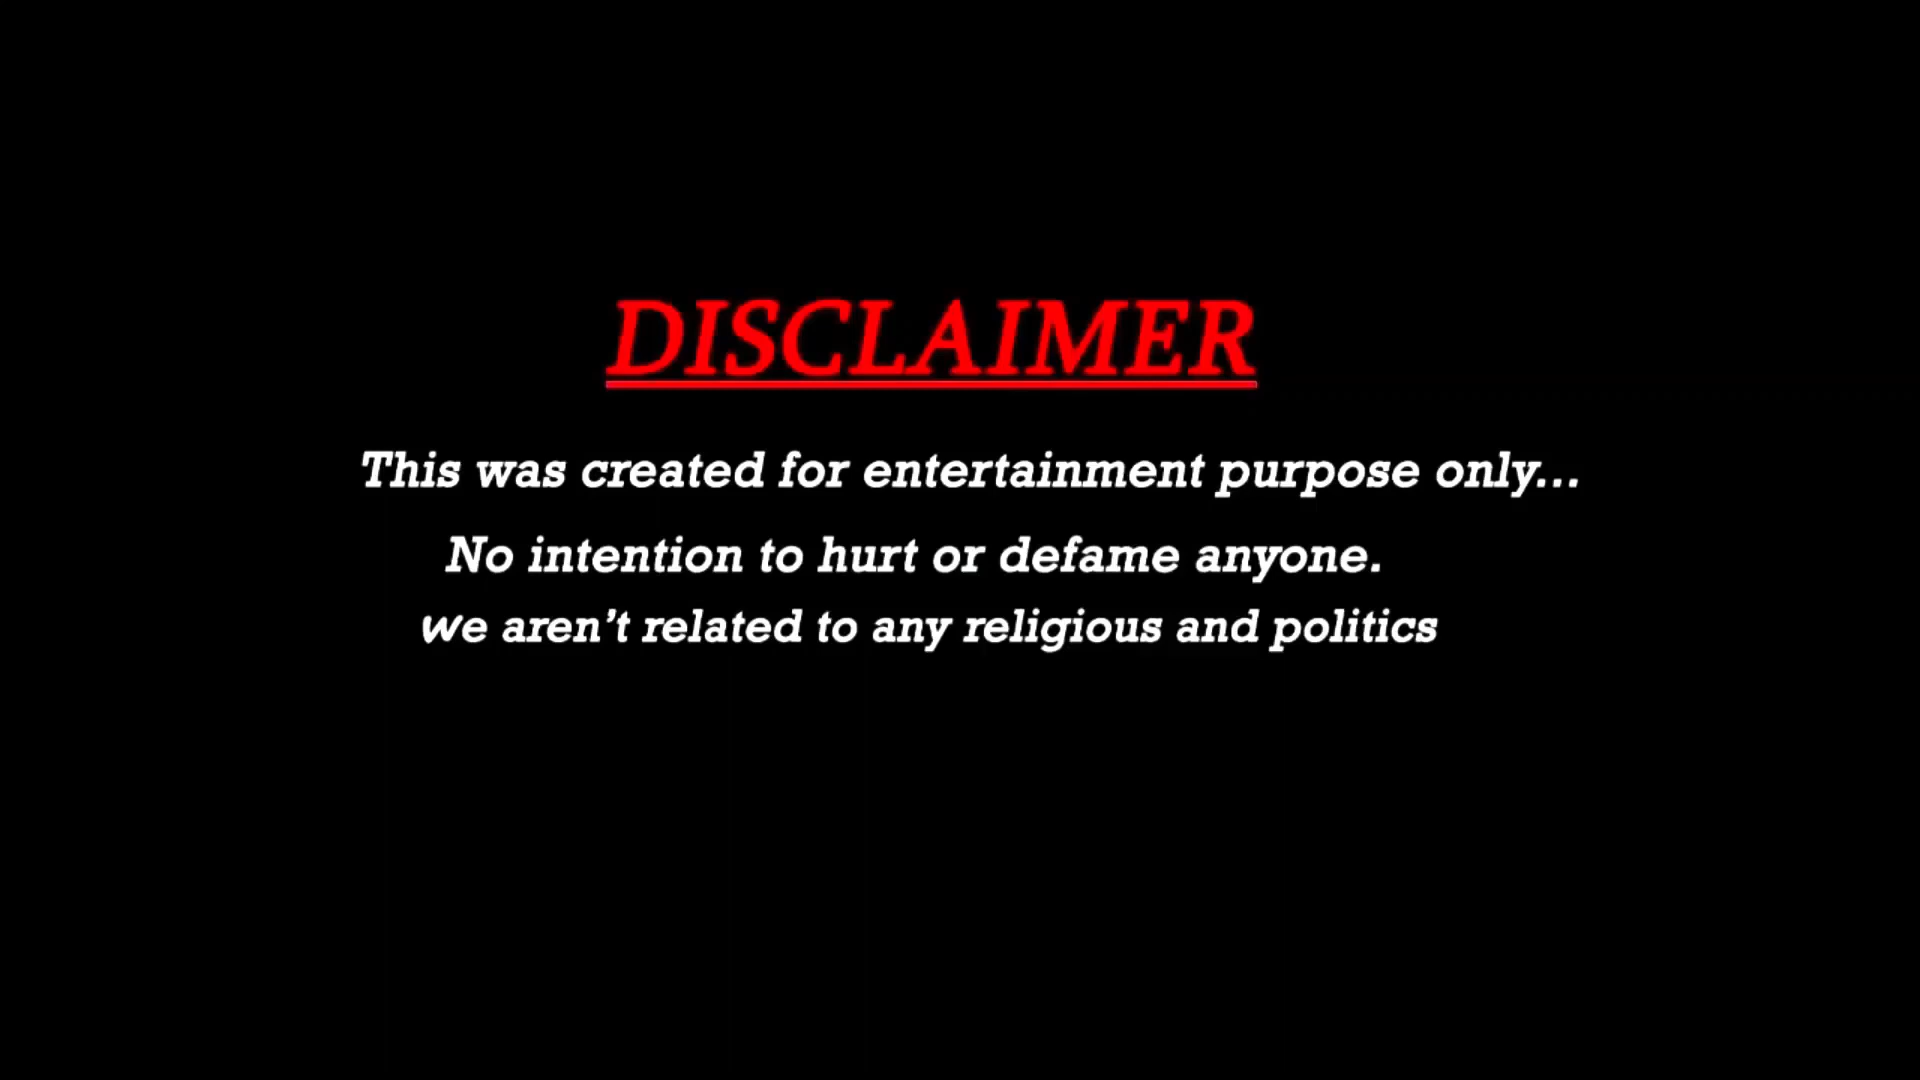 DISCLAIMER
This was created for entertainment purpose only...
No intention to hurt or defame anyone.
we aren't related to any religious and politics